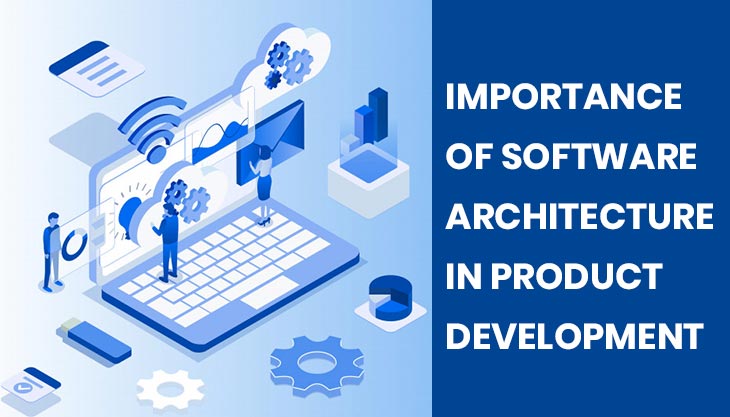 IMPORTANCE
OF SOFTWARE
ARCHITECTURE
IN PRODUCT
DEVELOPMENT